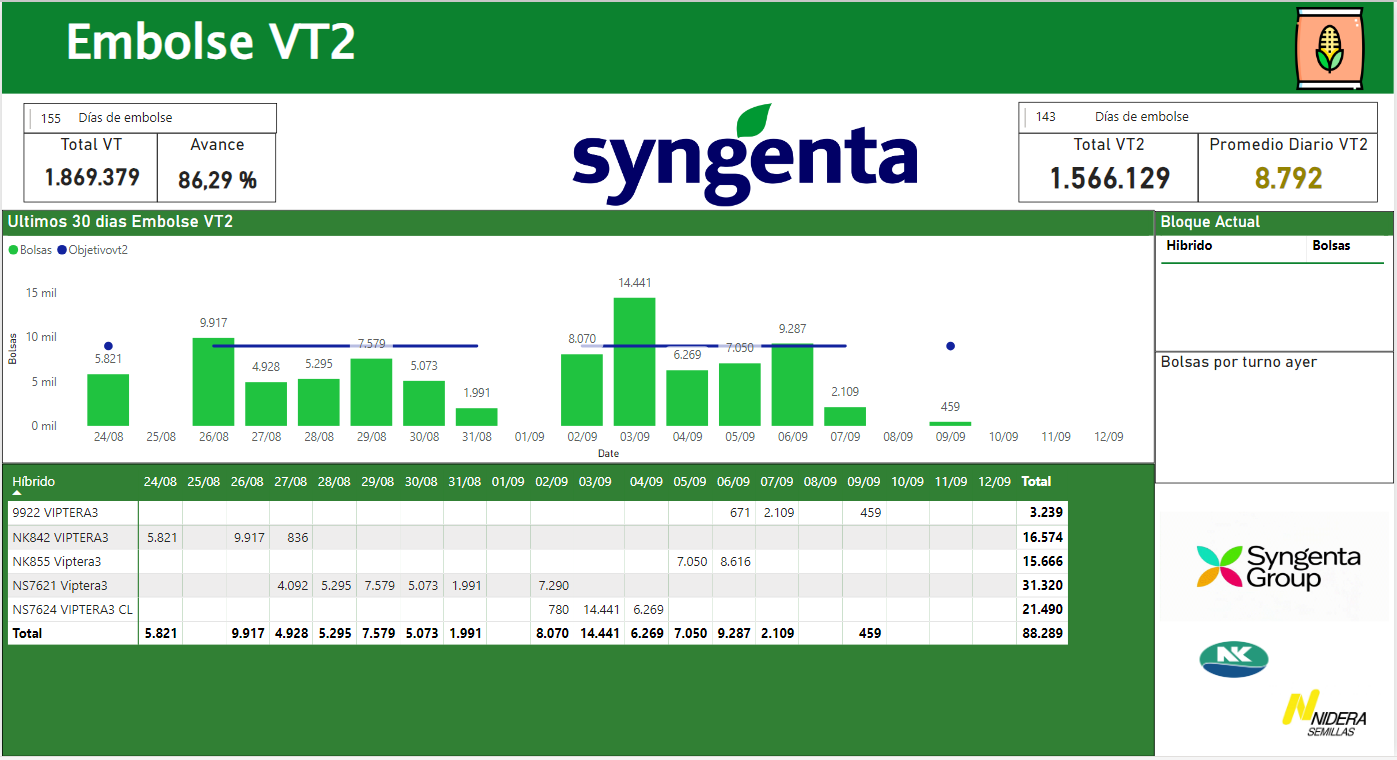 Embolse VT2
155 Días de embolse
Total VT Avance
1.869.379 86,29 %
syngenta
143 Días de embolse
Total VT2 Promedio Diario VT2
1.566.129 8.792
Ultimos 30 dias Embolse VT2
Bolsas Objetivovt2
Bolsas
15 mil
10 mil
5 mil
0 mil
5.821 9.917 4.928 5.295 7.579 5.073 1.991 8.070 14.441 6.269 7.050 9.287 2.109 459
24/08 25/08 26/08 27/08 28/08 29/08 30/08 31/08 01/09 02/09 03/09 04/09 05/09 06/09 07/09 08/09 09/09 10/09 11/09 12/09
Date
Bloque Actual
Hibrido Bolsas
Bolsas por turno ayer
Híbrido 24/08 25/08 26/08 27/08 28/08 29/08 30/08 31/08 01/09 02/09 03/09 04/09 05/09 06/09 07/09 08/09 09/09 10/09 11/09 12/09 Total
9922 VIPTERA3 671 2.109 459 3.239
NK842 VIPTERA3 5.821 9.917 836 16.574
NK855 Viptera3 7.050 8.616 15.666
NS7621 Viptera3 4.092 5.295 7.579 5.073 1.991 7.290 31.320
NS7624 VIPTERA3 CL 780 14.441 6.269 21.490
Total 5.821 9.917 4.928 5.295 7.579 5.073 1.991 8.070 14.441 6.269 7.050 9.287 2.109 459 88.289
Syngenta
Group
NK
NIDERA
SEMILLAS